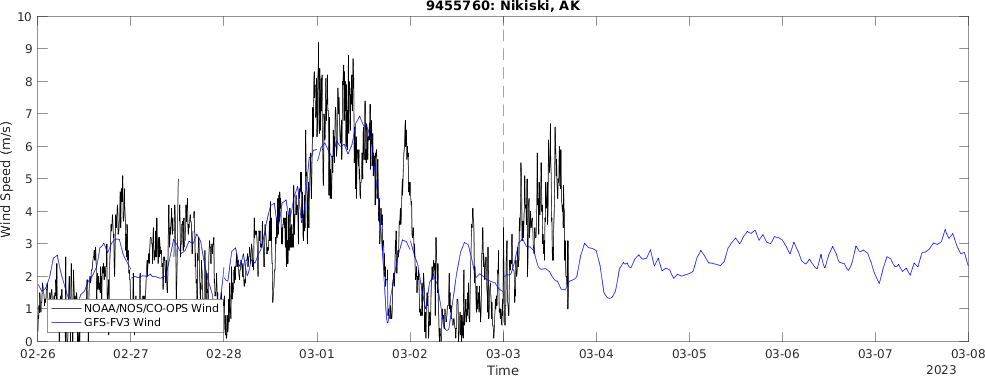 9455760: Nikiski, AK
10
9
8
7
6
5
4
3
2
1
0
Wind Speed (m/s)
NOAA/NOS/CO-OPS Wind
GFS-FV3 Wind
02-26 02-27 02-28 03-01 03-02 03-03 03-04 03-05 03-06 03-07 03-08
Time
2023